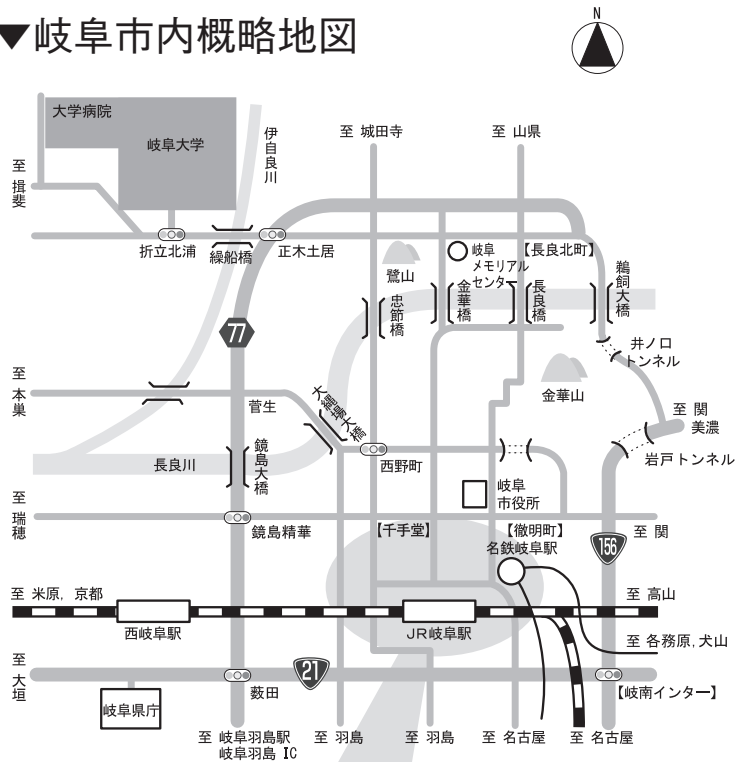 ▼岐阜市内概略地図
N
大学病院
岐阜大学
伊自良川
至 城田寺
至 山県
至 揖斐
折立北浦
繰船橋
正木土居
鷺山
岐阜
メモリアル
センター
【長良北町】
鵜飼大橋
忠節橋
金華橋
長良橋
77
井ノ口
トンネル
至 本巣
菅生
大縄場大橋
金華山
至 関
美濃
長良川
鏡島大橋
西野町
岩戸トンネル
岐阜
市役所
至 瑞穂
鏡島精華
【千手堂】
【徹明町】
名鉄岐阜駅
156
至 関
至 米原, 京都
至 高山
西岐阜駅
JR岐阜駅
至 各務原,犬山
至 大垣
21
薮田
【岐南インター】
岐阜県庁
至 岐阜羽島駅
岐阜羽島 IC
至 羽島
至 羽島
至 名古屋
至 名古屋